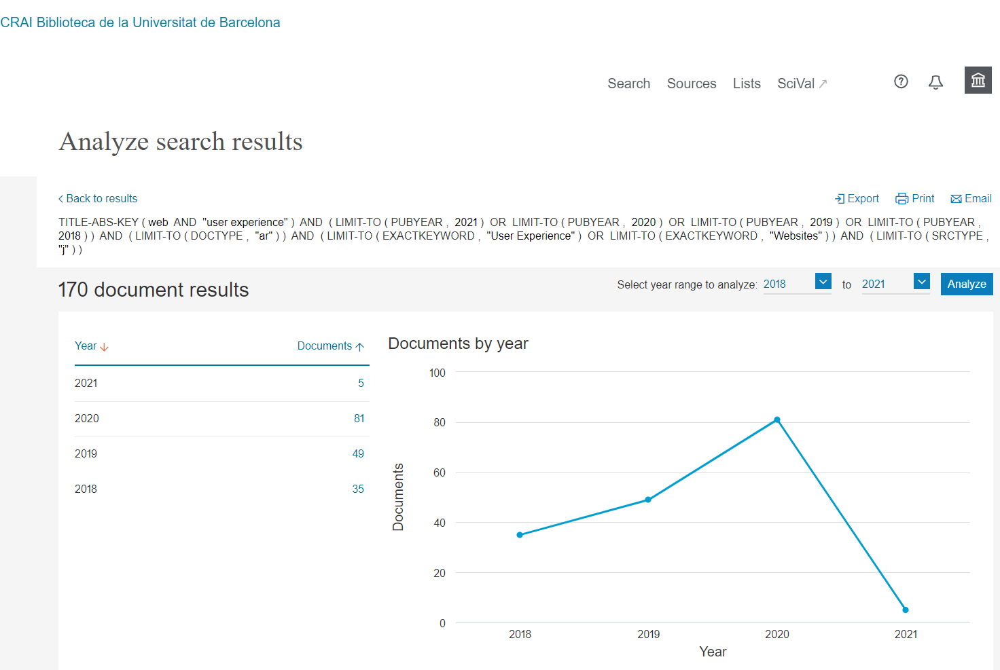 CRAI Biblioteca de la Universitat de Barcelona
Search Sources Lists SciVal ↗
Analyze search results
Back to results
Export Print Email
TITLE-ABS-KEY ( web AND "user experience" ) AND ( LIMIT-TO ( PUBYEAR , 2021 ) OR LIMIT-TO ( PUBYEAR , 2020 ) OR LIMIT-TO ( PUBYEAR , 2019 ) OR LIMIT-TO ( PUBYEAR ,
2018 ) ) AND ( LIMIT-TO ( DOCTYPE , "ar" ) ) AND ( LIMIT-TO ( EXACTKEYWORD , "User Experience" ) OR LIMIT-TO ( EXACTKEYWORD , "Websites" ) ) AND ( LIMIT-TO ( SRCTYPE ,
"j" ) )
170 document results
Select year range to analyze: 2018 to 2021 Analyze
Year ↓ Documents ↑
2021 5
2020 81
2019 49
2018 35
Documents by year
100
80
60
40
20
0
Documents
2018 2019 2020 2021
Year